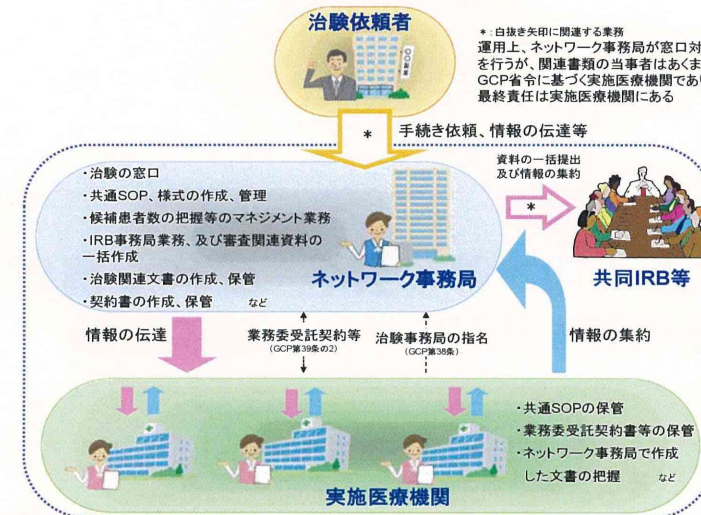 治験依頼者
*:白抜き矢印に関連する業務
運用上、ネットワーク事務局が窓口対
を行うが、関連書類の当事者はあくま
GCP省令に基づく実施医療機関であり
最終責任は実施医療機関にある
* 手続き依頼、情報の伝達等
・治験の窓口
・共通SOP、様式の作成、管理
・候補患者数の把握等のマネジメント業務
・IRB事務局業務、及び審査関連資料の
一括作成
・治験関連文書の作成、保管
・契約書の作成、保管 など
ネットワーク事務局
資料の一括提出
及び情報の集約
*
共同IRB等
情報の伝達
業務委受託契約等
(GCP第39条の2)
治験事務局の指名
(GCP第38条)
情報の集約
・共通SOPの保管
・業務委受託契約書等の保管
・ネットワーク事務局で作成
した文書の把握 など
実施医療機関